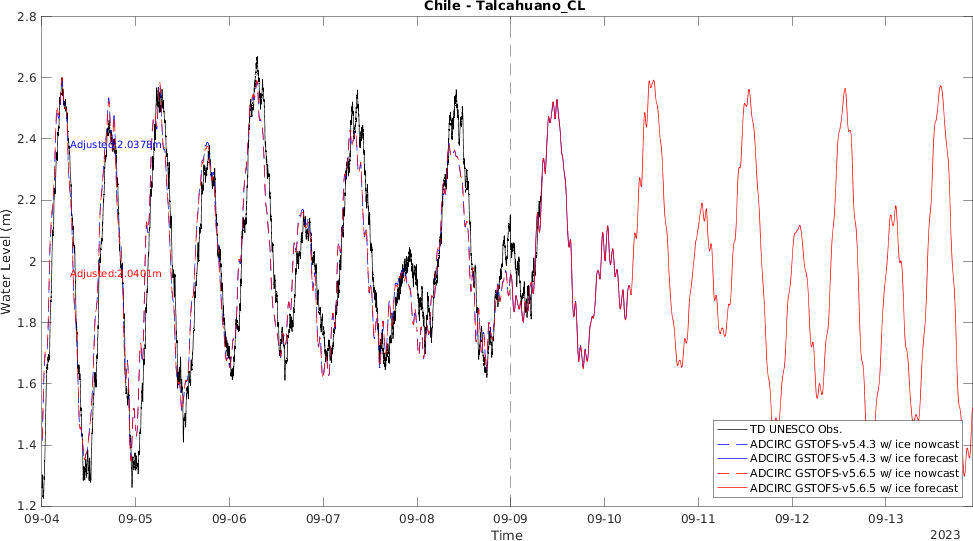 Chile - Talcahuano_CL
2.8
2.6
2.4
2.2
2
1.8
1.6
1.4
1.2
Water Level (m)
Adjusted:2.0378m
Adjusted:2.0401m
TD UNESCO Obs.
ADCIRC GSTOFS-v5.4.3 w/ ice nowcast
ADCIRC GSTOFS-v5.4.3 w/ ice forecast
ADCIRC GSTOFS-v5.6.5 w/ ice nowcast
ADCIRC GSTOFS-v5.6.5 w/ ice forecast
09-04 09-05 09-06 09-07 09-08 09-09 09-10 09-11 09-12 09-13
Time
2023